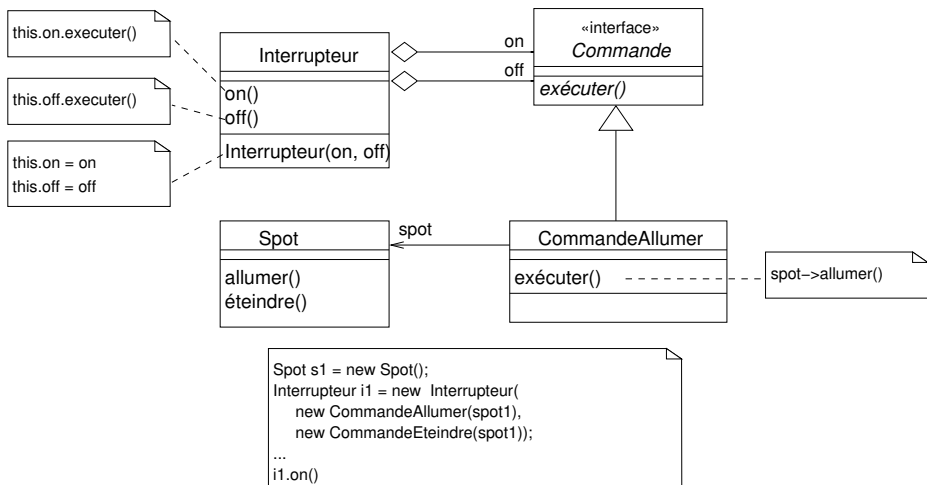 this.on.executer()
this.off.executer()
this.on = on
this.off = off
Interrupteur
on()
off()
Interrupteur(on, off)
on
off
«interface»
Commande
exécuter()
Spot
allumer()
éteindre()
spot
CommandeAllumer
exécuter()
spot−>allumer()
Spot s1 = new Spot();
Interrupteur i1 = new Interrupteur(
new CommandeAllumer(spot1),
new CommandeEteindre(spot1));
...
i1.on()